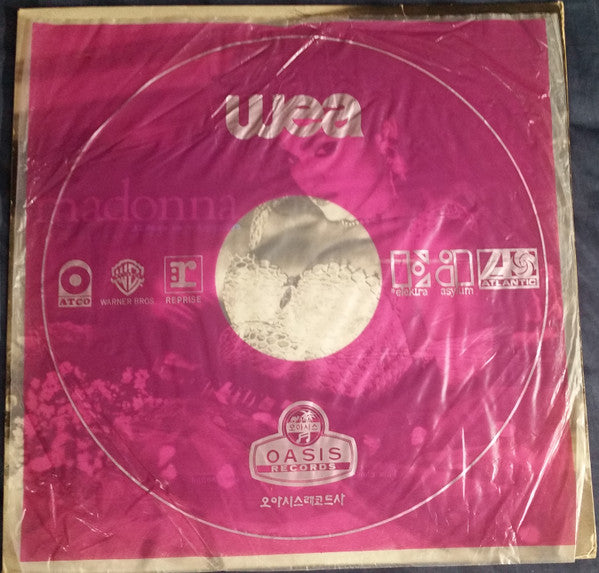 wea
madonna
ATCO
WARNER BROS
REPRISE
elektra
asylum
ATLANTIC
오아시스
OASIS
RECORDS
오아시스레코드사